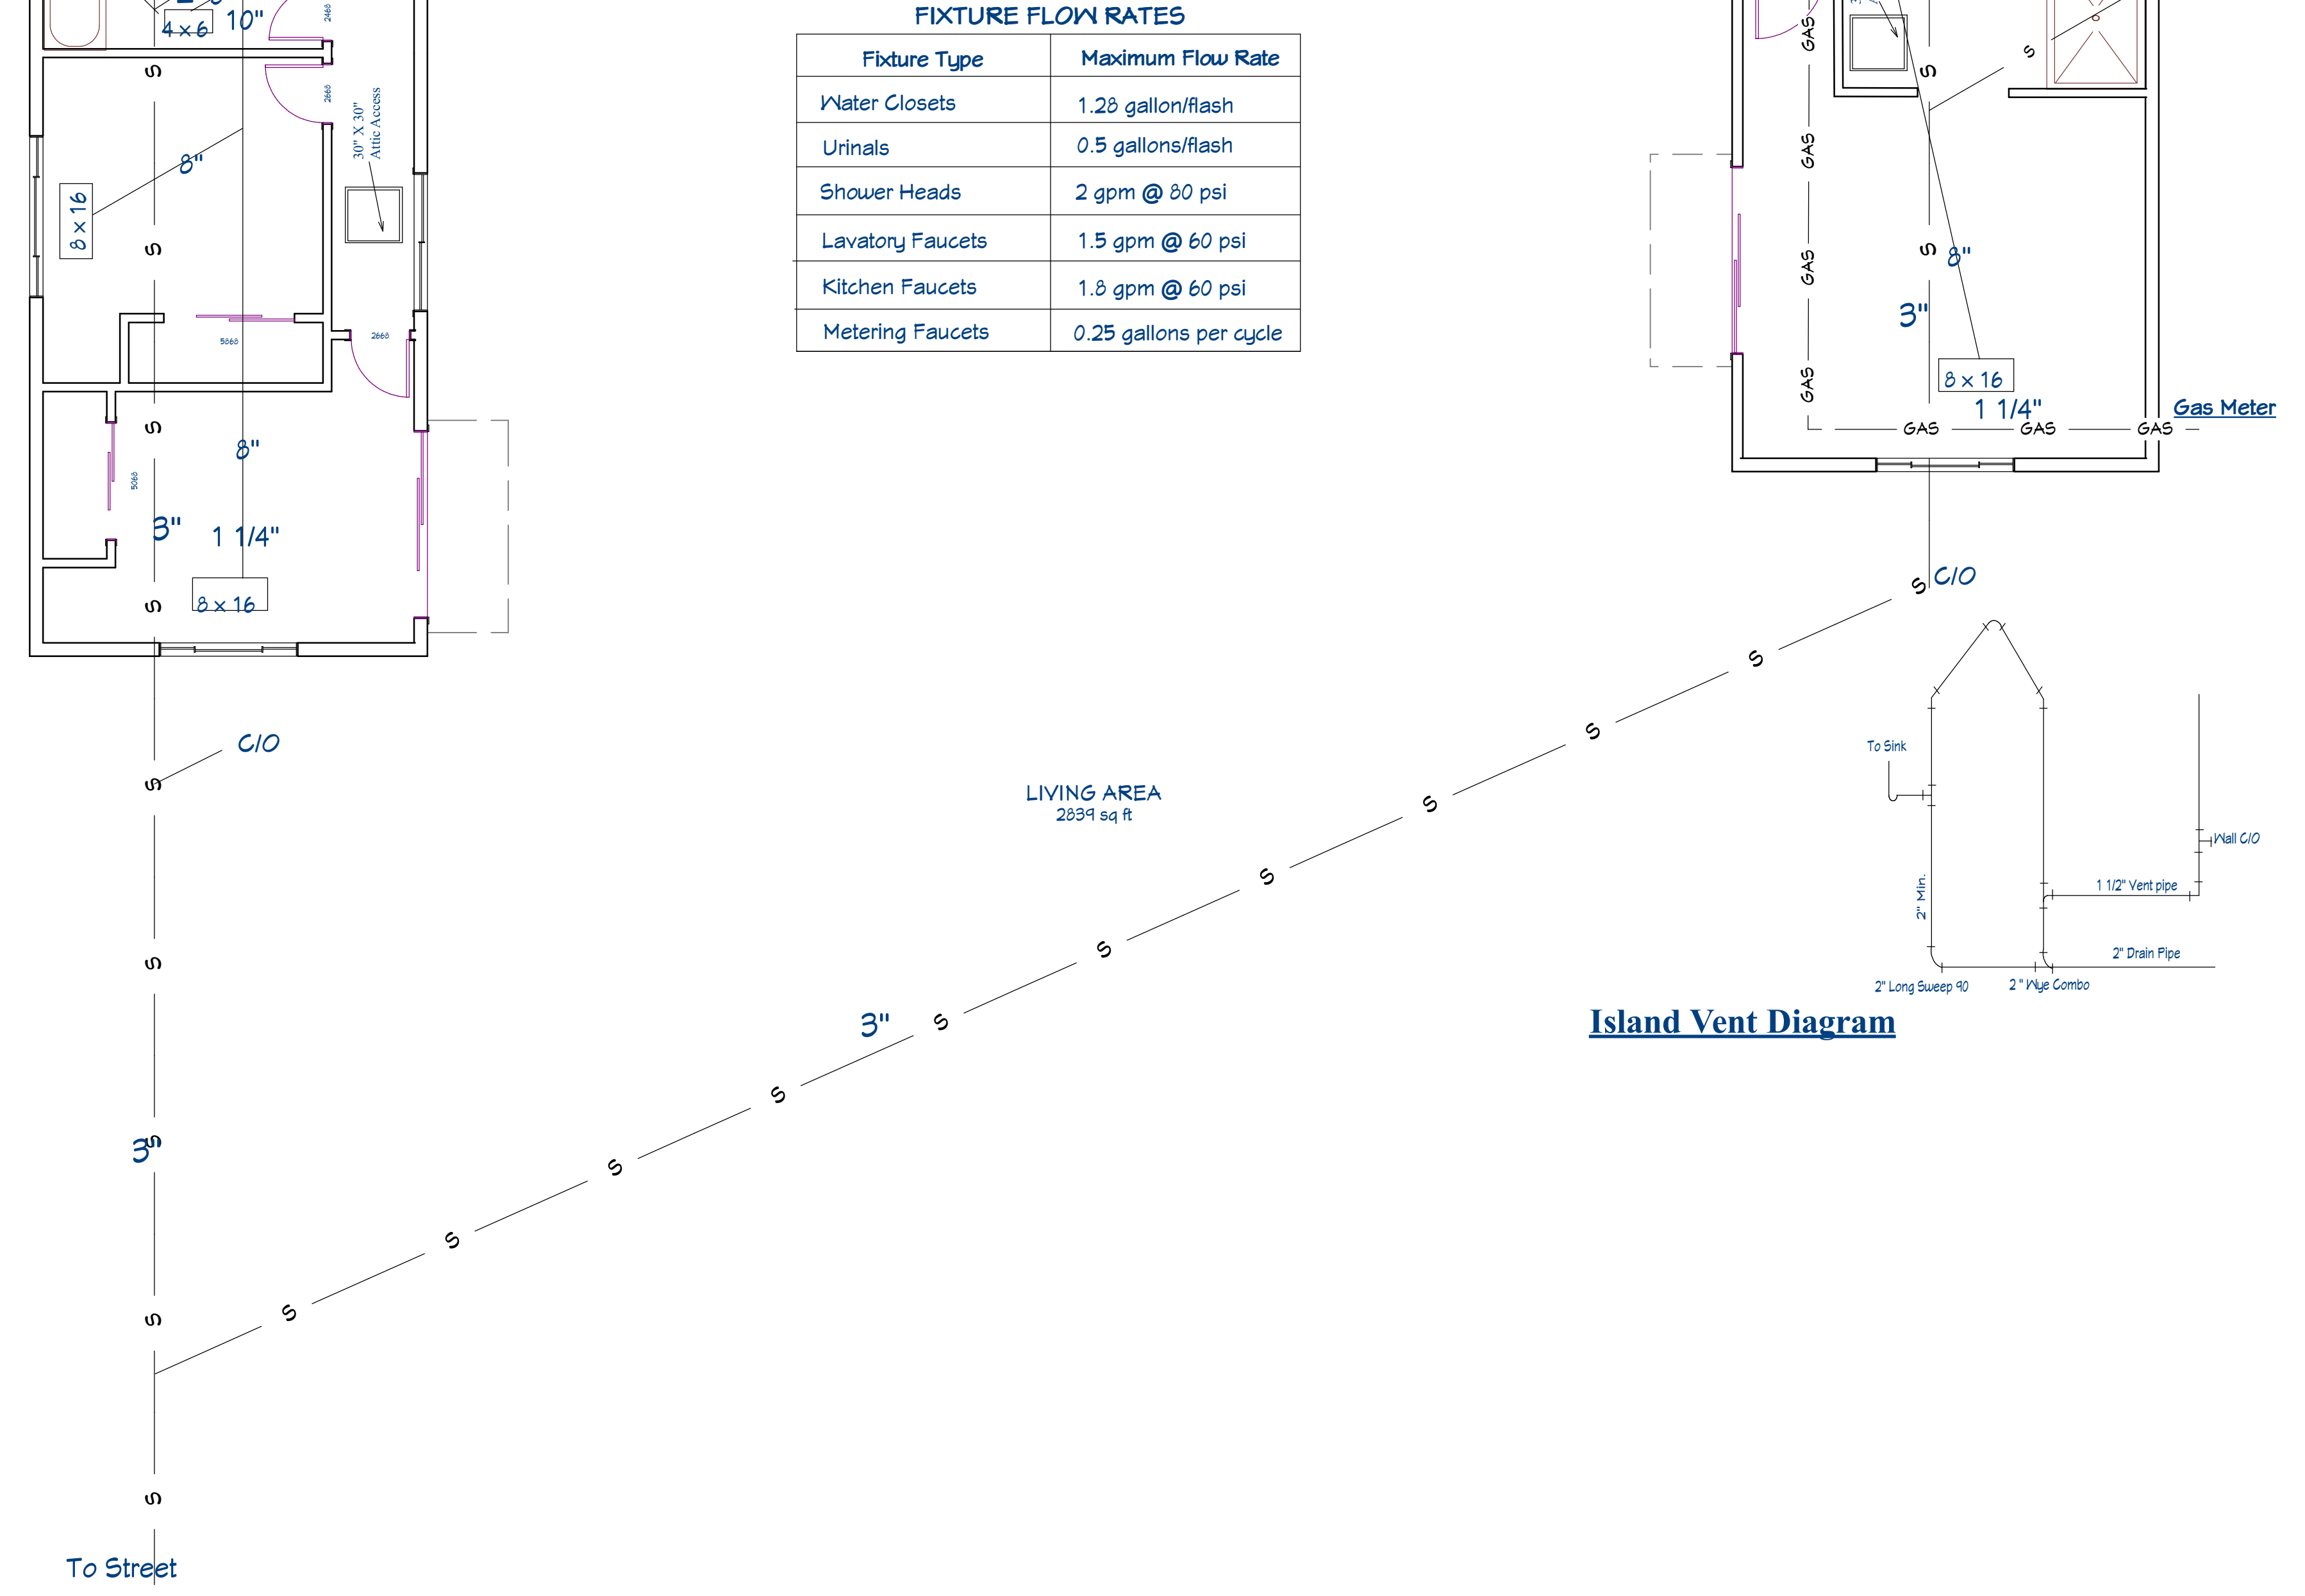 4 x 6
10"
2468
S
2668
30" X 30"
Attic Access
8"
8 x 16
S
2668
5068
S
8"
5068
3"
1 1/4"
S
8 x 16
C/O
S
S
3"
S
S
S
To Street
FIXTURE FLOW RATES
Fixture Type Maximum Flow Rate
Water Closets 1.28 gallon/flash
Urinals 0.5 gallons/flash
Shower Heads 2 gpm @ 80 psi
Lavatory Faucets 1.5 gpm @ 60 psi
Kitchen Faucets 1.8 gpm @ 60 psi
Metering Faucets 0.25 gallons per cycle
GAS
S
S
GAS
S
8"
GAS
3"
8 x 16
GAS
1 1/4"
Gas Meter
GAS GAS GAS
S C/O
S
S
S
S
S
S
3"
S
S
S
S
LIVING AREA
2839 sq ft
To Sink
Wall C/O
2" Min.
1 1/2" Vent pipe
2" Drain Pipe
2" Long Sweep 90
2 " Wye Combo
Island Vent Diagram